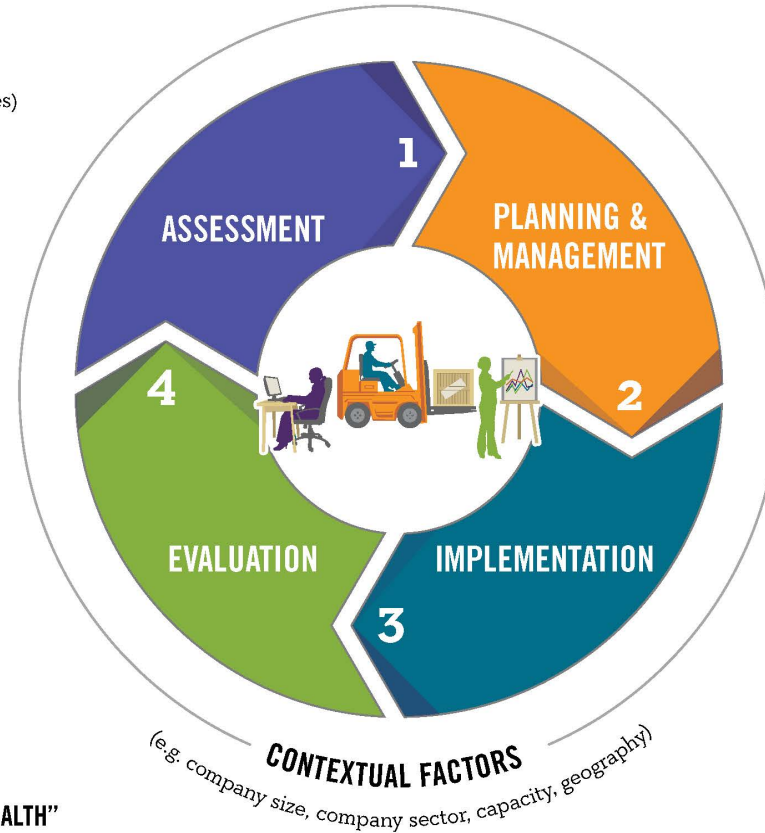 es)
1
ASSESSMENT
PLANNING &
MANAGEMENT
2
4
EVALUATION
IMPLEMENTATION
3
CONTEXTUAL FACTORS
(e.g. company size, company sector, capacity, geography)
ALTH”